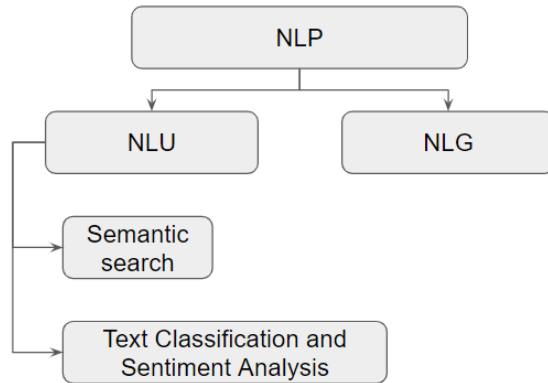 NLP
NLU
NLG
Semantic
search
Text Classification and
Sentiment Analysis